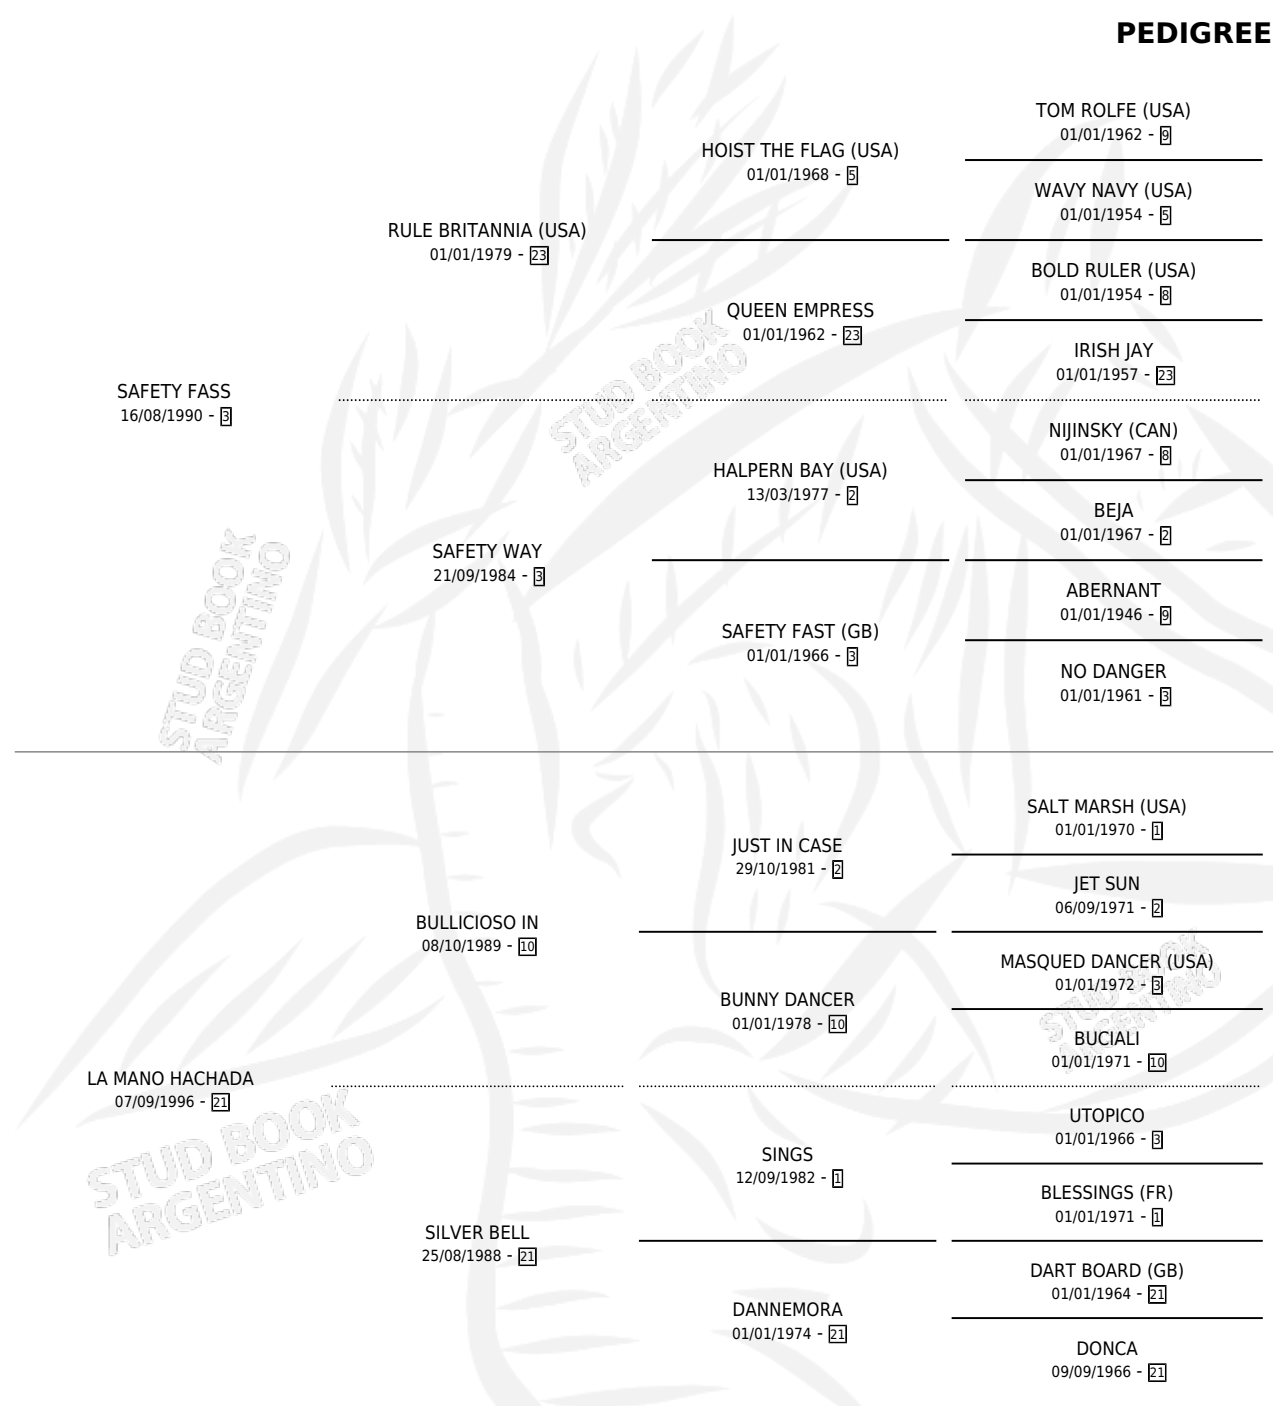 PEDIGREE
TOM ROLFE (USA)
01/01/1962 - 9
HOIST THE FLAG (USA)
01/01/1968 - 5
WAVY NAVY (USA)
01/01/1954 - 5
RULE BRITANNIA (USA)
01/01/1979 - 23
BOLD RULER (USA)
01/01/1954 - 8
QUEEN EMPRESS
01/01/1962 - 23
IRISH JAY
01/01/1957 - 23
SAFETY FASS
16/08/1990 - 3
NIJINSKY (CAN)
01/01/1967 - 8
HALPERN BAY (USA)
13/03/1977 - 2
BEJA
01/01/1967 - 2
SAFETY WAY
21/09/1984 - 3
ABERNANT
01/01/1946 - 9
SAFETY FAST (GB)
01/01/1966 - 3
NO DANGER
01/01/1961 - 3
SALT MARSH (USA)
01/01/1970 - 1
JUST IN CASE
29/10/1981 - 2
JET SUN
06/09/1971 - 2
BULLICIOSO IN
08/10/1989 - 10
MASQUED DANCER (USA)
01/01/1972 - 3
BUNNY DANCER
01/01/1978 - 10
BUCIALI
01/01/1971 - 10
LA MANO HACHADA
07/09/1996 - 21
UTOPICO
01/01/1966 - 3
SINGS
12/09/1982 - 1
BLESSINGS (FR)
01/01/1971 - 1
SILVER BELL
25/08/1988 - 21
DART BOARD (GB)
01/01/1964 - 21
DANNEMORA
01/01/1974 - 21
DONCA
09/09/1966 - 21
STUD BOOK
ARGENTINO
STUD BOOK
ARGENTINO
STUD BOOK
ARGENTINO
STUD BOOK
ARGENTINO